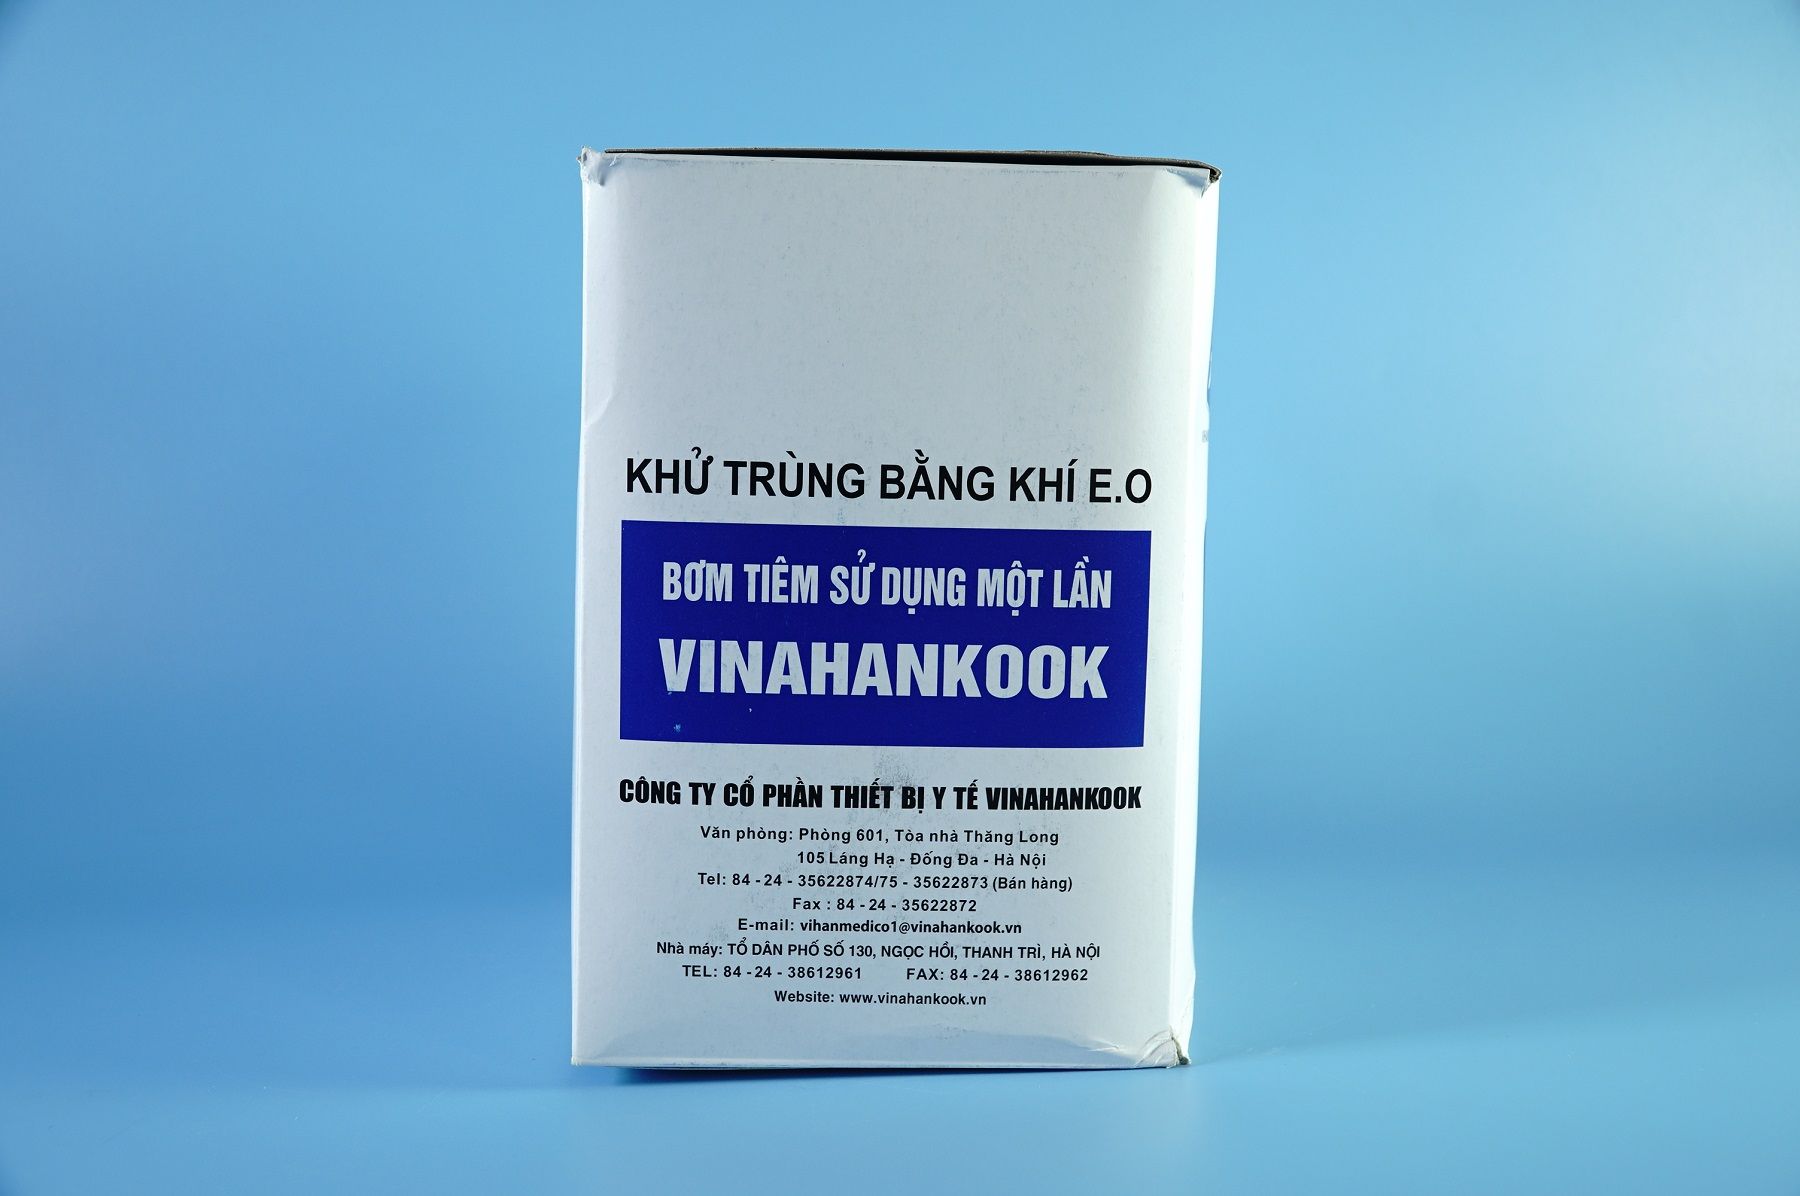 KHỬ TRÙNG BẰNG KHÍ E.O
BƠM TIÊM SỬ DỤNG MỘT LẦN
VINAHANKOOK
CÔNG TY CỔ PHẦN THIẾT BỊ Y TẾ VINAHANKOOK
Văn phòng: Phòng 601, Tòa nhà Thăng Long
105 Láng Hạ - Đống Đa - Hà Nội
Tel: 84 - 24 - 35622874/75 - 35622873 (Bán hàng)
Fax : 84 - 24 - 35622872
E-mail: vihanmedico1@vinahankook.vn
Nhà máy: TỔ DÂN PHỐ SỐ 130, NGỌC HỒI, THANH TRÌ, HÀ NỘI
TEL: 84 - 24 - 38612961 FAX: 84 - 24 - 38612962
Website: www.vinahankook.vn